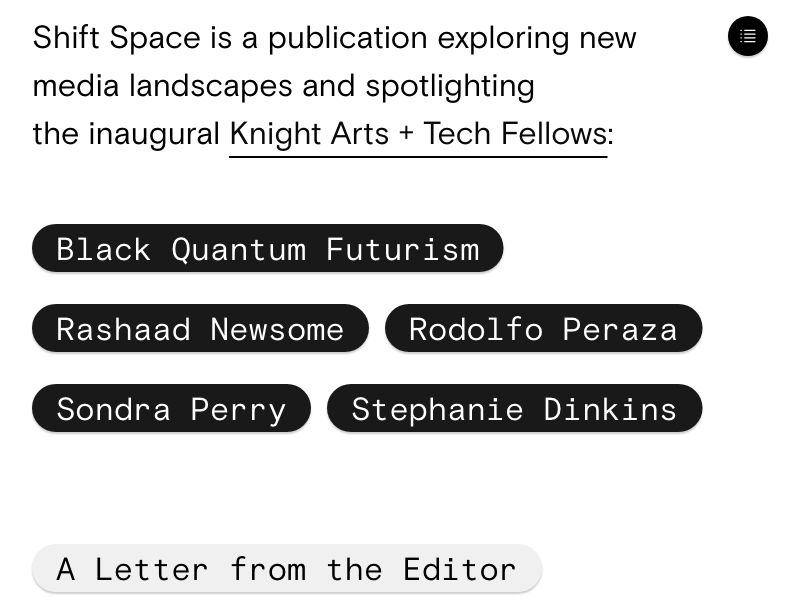 Shift Space is a publication exploring new
media landscapes and spotlighting
the inaugural Knight Arts + Tech Fellows:
Black Quantum Futurism
Rashaad Newsome Rodolfo Peraza
Sondra Perry Stephanie Dinkins
A Letter from the Editor